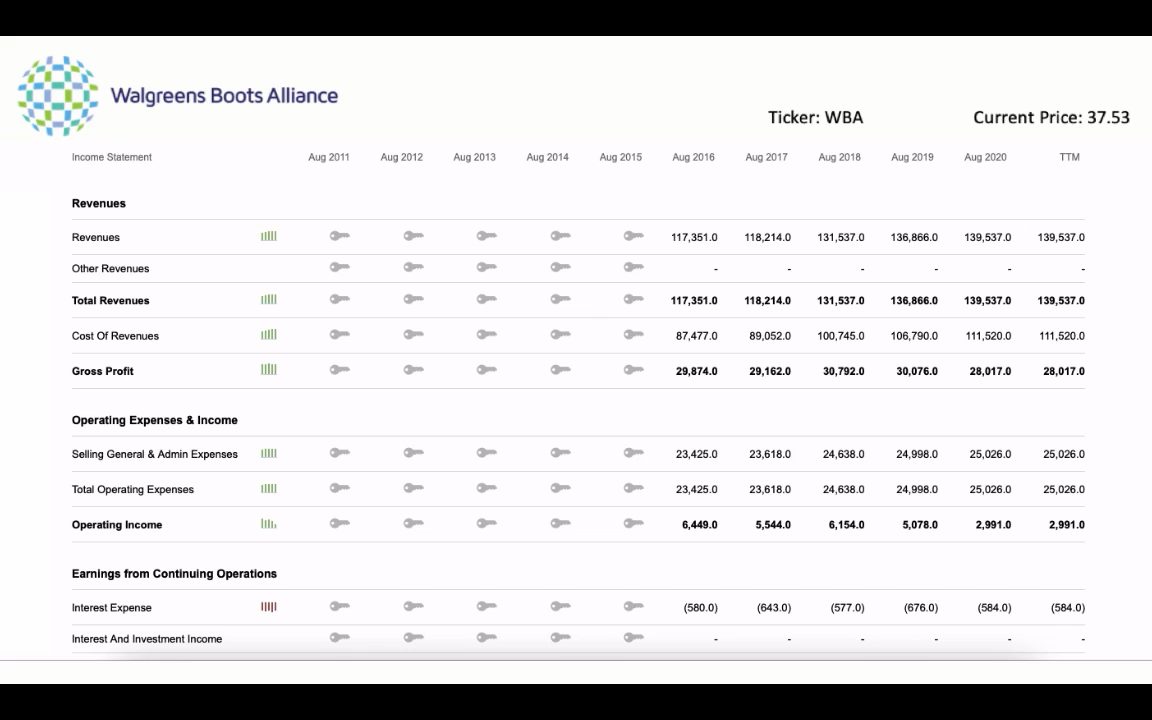 Walgreens Boots Alliance
Ticker: WBA Current Price: 37.53
Income Statement Aug 2011 Aug 2012 Aug 2013 Aug 2014 Aug 2015 Aug 2016 Aug 2017 Aug 2018 Aug 2019 Aug 2020 TTM
Revenues
Revenues 117,351.0 118,214.0 131,537.0 136,866.0 139,537.0 139,537.0
Other Revenues - - - - - -
Total Revenues 117,351.0 118,214.0 131,537.0 136,866.0 139,537.0 139,537.0
Cost Of Revenues 87,477.0 89,052.0 100,745.0 106,790.0 111,520.0 111,520.0
Gross Profit 29,874.0 29,162.0 30,792.0 30,076.0 28,017.0 28,017.0
Operating Expenses & Income
Selling General & Admin Expenses 23,425.0 23,618.0 24,638.0 24,998.0 25,026.0 25,026.0
Total Operating Expenses 23,425.0 23,618.0 24,638.0 24,998.0 25,026.0 25,026.0
Operating Income 6,449.0 5,544.0 6,154.0 5,078.0 2,991.0 2,991.0
Earnings from Continuing Operations
Interest Expense (580.0) (643.0) (577.0) (676.0) (584.0) (584.0)
Interest And Investment Income - - - - - -